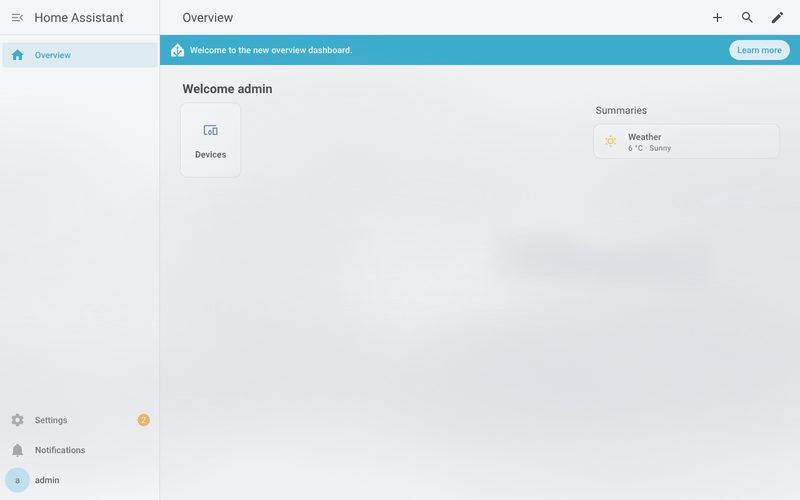 Home Assistant
Overview
Settings
2
Notifications
a
admin
Overview
Welcome to the new overview dashboard.
Learn more
Welcome admin
Devices
Summaries
Weather
6 °C · Sunny